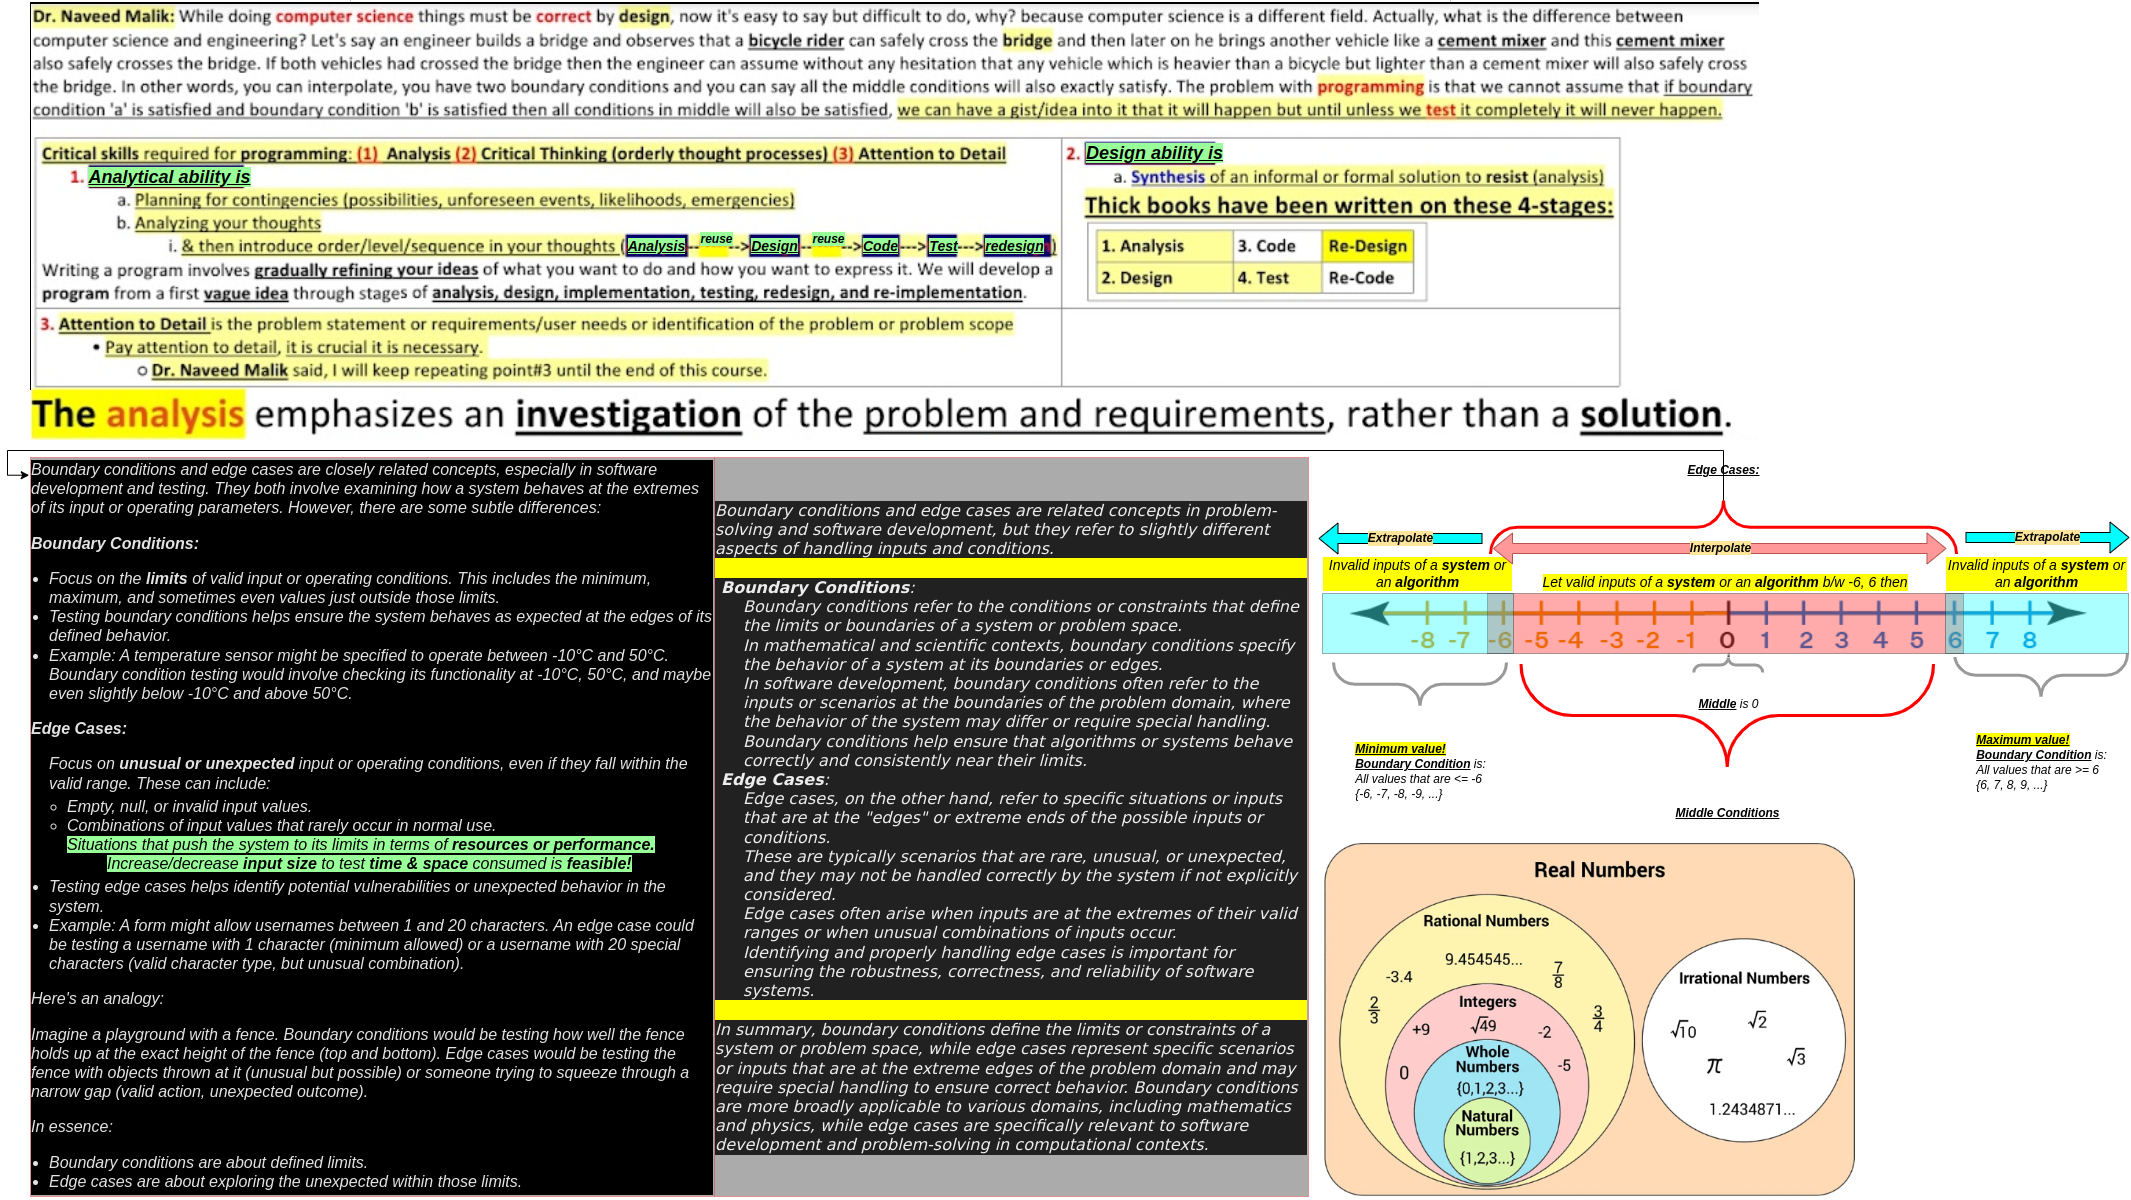 Dr. Naveed Malik: While doing computer science things must be correct by design, now it's easy to say but difficult to do, why? because computer science is a different field. Actually, what is the difference between
computer science and engineering? Let's say an engineer builds a bridge and observes that a bicycle rider can safely cross the bridge and then later on he brings another vehicle like a cement mixer and this cement mixer
also safely crosses the bridge. If both vehicles had crossed the bridge then the engineer can assume without any hesitation that any vehicle which is heavier than a bicycle but lighter than a cement mixer will also safely cross
the bridge. In other words, you can interpolate, you have two boundary conditions and you can say all the middle conditions will also exactly satisfy. The problem with programming is that we cannot assume that if boundary
condition 'a' is satisfied and boundary condition 'b' is satisfied then all conditions in middle will also be satisfied, we can have a gist/idea into it that it will happen but until unless we test it completely it will never happen.
Critical skills required for programming: (1) Analysis (2) Critical Thinking (orderly thought processes) (3) Attention to Detail
1. Analytical ability is
a. Planning for contingencies (possibilities, unforeseen events, likelihoods, emergencies)
b. Analyzing your thoughts
i. & then introduce order/level/sequence in your thoughts (Analysis--reuse-->Design--reuse-->Code--->Test--->redesign)
Writing a program involves gradually refining your ideas of what you want to do and how you want to express it. We will develop a
program from a first vague idea through stages of analysis, design, implementation, testing, redesign, and re-implementation.
2. Design ability is
a. Synthesis of an informal or formal solution to resist (analysis)
Thick books have been written on these 4-stages:
1. Analysis 3. Code Re-Design
2. Design 4. Test Re-Code
3. Attention to Detail is the problem statement or requirements/user needs or identification of the problem or problem scope
• Pay attention to detail, it is crucial it is necessary.
o Dr. Naveed Malik said, I will keep repeating point#3 until the end of this course.
The analysis emphasizes an investigation of the problem and requirements, rather than a solution.
Boundary conditions and edge cases are closely related concepts, especially in software
development and testing. They both involve examining how a system behaves at the extremes
of its input or operating parameters. However, there are some subtle differences:
Boundary Conditions:
• Focus on the limits of valid input or operating conditions. This includes the minimum,
maximum, and sometimes even values just outside those limits.
• Testing boundary conditions helps ensure the system behaves as expected at the edges of its
defined behavior.
• Example: A temperature sensor might be specified to operate between -10°C and 50°C.
Boundary condition testing would involve checking its functionality at -10°C, 50°C, and maybe
even slightly below -10°C and above 50°C.
Edge Cases:
Focus on unusual or unexpected input or operating conditions, even if they fall within the
valid range. These can include:
○ Empty, null, or invalid input values.
○ Combinations of input values that rarely occur in normal use.
Situations that push the system to its limits in terms of resources or performance.
Increase/decrease input size to test time & space consumed is feasible!
• Testing edge cases helps identify potential vulnerabilities or unexpected behavior in the
system.
• Example: A form might allow usernames between 1 and 20 characters. An edge case could
be testing a username with 1 character (minimum allowed) or a username with 20 special
characters (valid character type, but unusual combination).
Here's an analogy:
Imagine a playground with a fence. Boundary conditions would be testing how well the fence
holds up at the exact height of the fence (top and bottom). Edge cases would be testing the
fence with objects thrown at it (unusual but possible) or someone trying to squeeze through a
narrow gap (valid action, unexpected outcome).
In essence:
• Boundary conditions are about defined limits.
• Edge cases are about exploring the unexpected within those limits.
Boundary conditions and edge cases are related concepts in problem-
solving and software development, but they refer to slightly different
aspects of handling inputs and conditions.
Boundary Conditions:
Boundary conditions refer to the conditions or constraints that define
the limits or boundaries of a system or problem space.
In mathematical and scientific contexts, boundary conditions specify
the behavior of a system at its boundaries or edges.
In software development, boundary conditions often refer to the
inputs or scenarios at the boundaries of the problem domain, where
the behavior of the system may differ or require special handling.
Boundary conditions help ensure that algorithms or systems behave
correctly and consistently near their limits.
Edge Cases:
Edge cases, on the other hand, refer to specific situations or inputs
that are at the "edges" or extreme ends of the possible inputs or
conditions.
These are typically scenarios that are rare, unusual, or unexpected,
and they may not be handled correctly by the system if not explicitly
considered.
Edge cases often arise when inputs are at the extremes of their valid
ranges or when unusual combinations of inputs occur.
Identifying and properly handling edge cases is important for
ensuring the robustness, correctness, and reliability of software
systems.
In summary, boundary conditions define the limits or constraints of a
system or problem space, while edge cases represent specific scenarios
or inputs that are at the extreme edges of the problem domain and may
require special handling to ensure correct behavior. Boundary conditions
are more broadly applicable to various domains, including mathematics
and physics, while edge cases are specifically relevant to software
development and problem-solving in computational contexts.
Edge Cases:
Extrapolate
Interpolate
Extrapolate
Invalid inputs of a system or
an algorithm
Let valid inputs of a system or an algorithm b/w -6, 6 then
Invalid inputs of a system or
an algorithm
-8 -7 -6 -5 -4 -3 -2 -1 0 1 2 3 4 5 6 7 8
Middle is 0
Minimum value!
Boundary Condition is:
All values that are <= -6
{-6, -7, -8, -9, ...}
Maximum value!
Boundary Condition is:
All values that are >= 6
{6, 7, 8, 9, ...}
Middle Conditions
Real Numbers
Rational Numbers
9.454545...
-3.4
7/8
2/3
3/4
Integers
+9
√49
-2
0
-5
Whole
Numbers
{0,1,2,3...}
Natural
Numbers
{1,2,3...}
Irrational Numbers
√10
√2
π
√3
1.2434871...